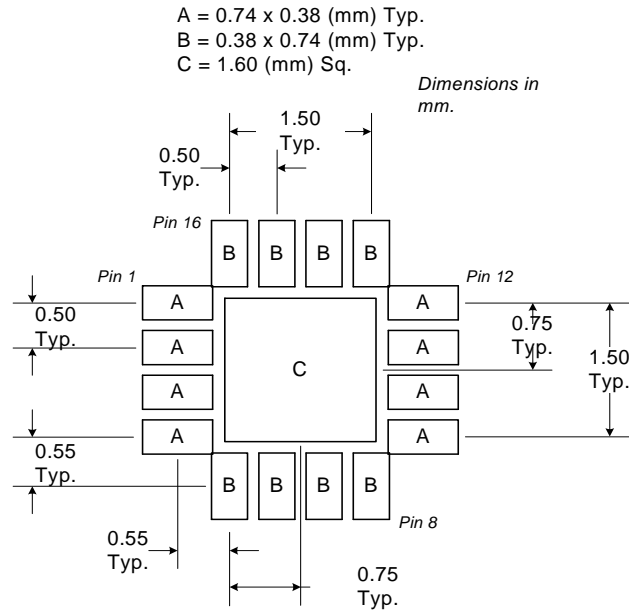 A = 0.74 x 0.38 (mm) Typ.
B = 0.38 x 0.74 (mm) Typ.
C = 1.60 (mm) Sq.
Dimensions in
mm.
1.50
Typ.
0.50
Typ.
Pin 16
B
B
B
B
Pin 1
Pin 12
A
A
0.50
Typ.
0.75
Typ.
A
A
1.50
Typ.
C
A
A
A
A
0.55
Typ.
B
B
B
B
Pin 8
0.55
Typ.
0.75
Typ.